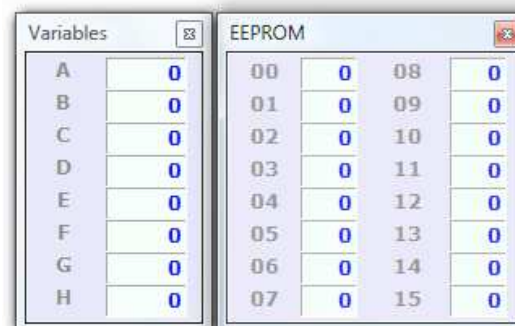 Variables
A 0
B 0
C 0
D 0
E 0
F 0
G 0
H 0
EEPROM
00 0 08 0
01 0 09 0
02 0 10 0
03 0 11 0
04 0 12 0
05 0 13 0
06 0 14 0
07 0 15 0